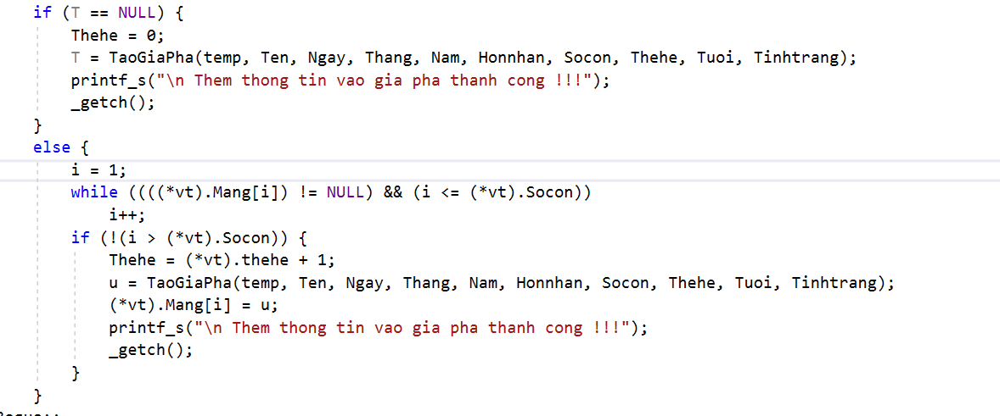 if (T == NULL) {
Thehe = 0;
T = TaoGiaPha(temp, Ten, Ngay, Thang, Nam, Honnhan, Socon, Thehe, Tuoi, Tinhtrang);
printf_s("\n Them thong tin vao gia pha thanh cong !!!");
_getch();
}
else {
i = 1;
while ((((*vt).Mang[i]) != NULL) && (i <= (*vt).Socon))
i++;
if (!(i > (*vt).Socon)) {
Thehe = (*vt).thehe + 1;
u = TaoGiaPha(temp, Ten, Ngay, Thang, Nam, Honnhan, Socon, Thehe, Tuoi, Tinhtrang);
(*vt).Mang[i] = u;
printf_s("\n Them thong tin vao gia pha thanh cong !!!");
_getch();
}
}